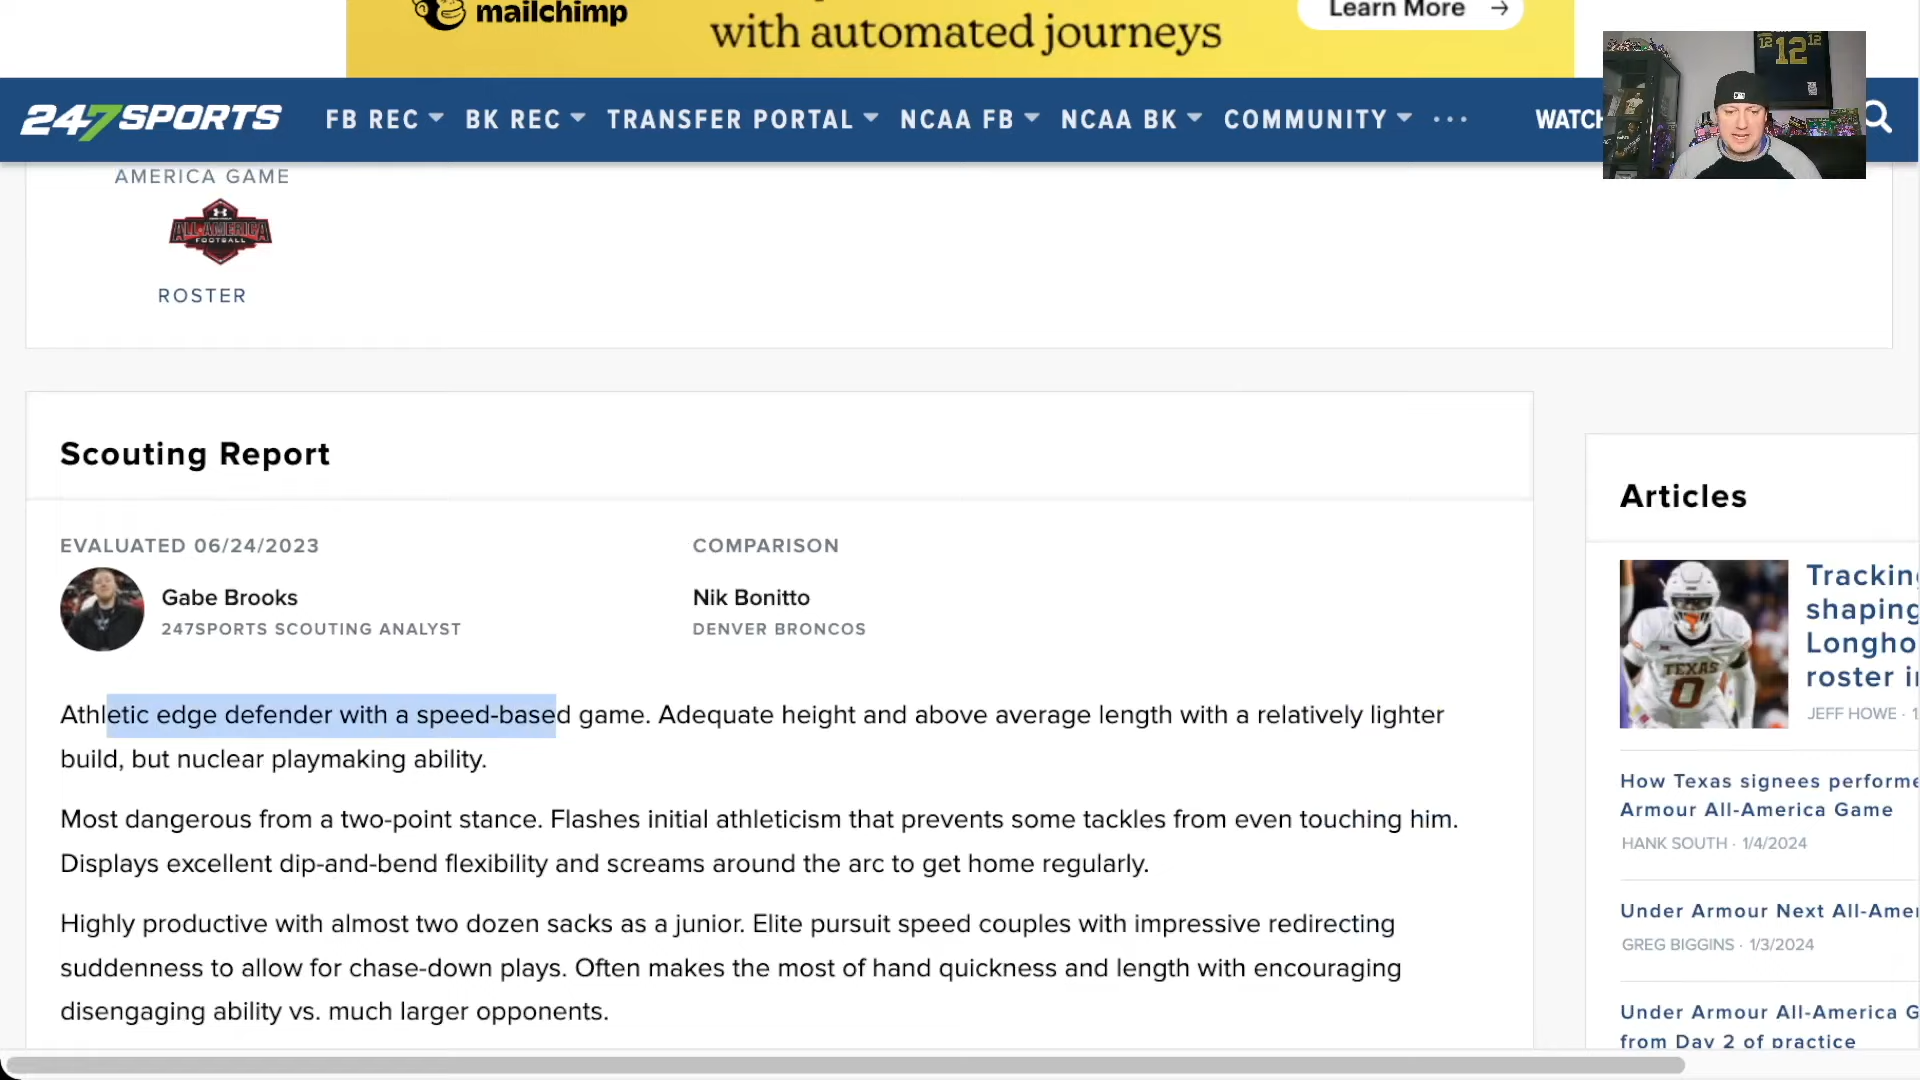 mailchimp
with automated journeys
Learn More →
247SPORTS FB REC BK REC TRANSFER PORTAL NCAA FB NCAA BK COMMUNITY ··· WATCH
12 12 12
AMERICA GAME
ALL-AMERICA
FOOTBALL
ROSTER
Scouting Report
EVALUATED 06/24/2023
Gabe Brooks
247SPORTS SCOUTING ANALYST
COMPARISON
Nik Bonitto
DENVER BRONCOS
Athletic edge defender with a speed-based game. Adequate height and above average length with a relatively lighter
build, but nuclear playmaking ability.
Most dangerous from a two-point stance. Flashes initial athleticism that prevents some tackles from even touching him.
Displays excellent dip-and-bend flexibility and screams around the arc to get home regularly.
Highly productive with almost two dozen sacks as a junior. Elite pursuit speed couples with impressive redirecting
suddenness to allow for chase-down plays. Often makes the most of hand quickness and length with encouraging
disengaging ability vs. much larger opponents.
Articles
TEXAS
0
Trackin
shaping
Longho
roster i
JEFF HOWE · 1
How Texas signees performe
Armour All-America Game
HANK SOUTH · 1/4/2024
Under Armour Next All-Amer
GREG BIGGINS · 1/3/2024
Under Armour All-America G
from Day 2 of practice